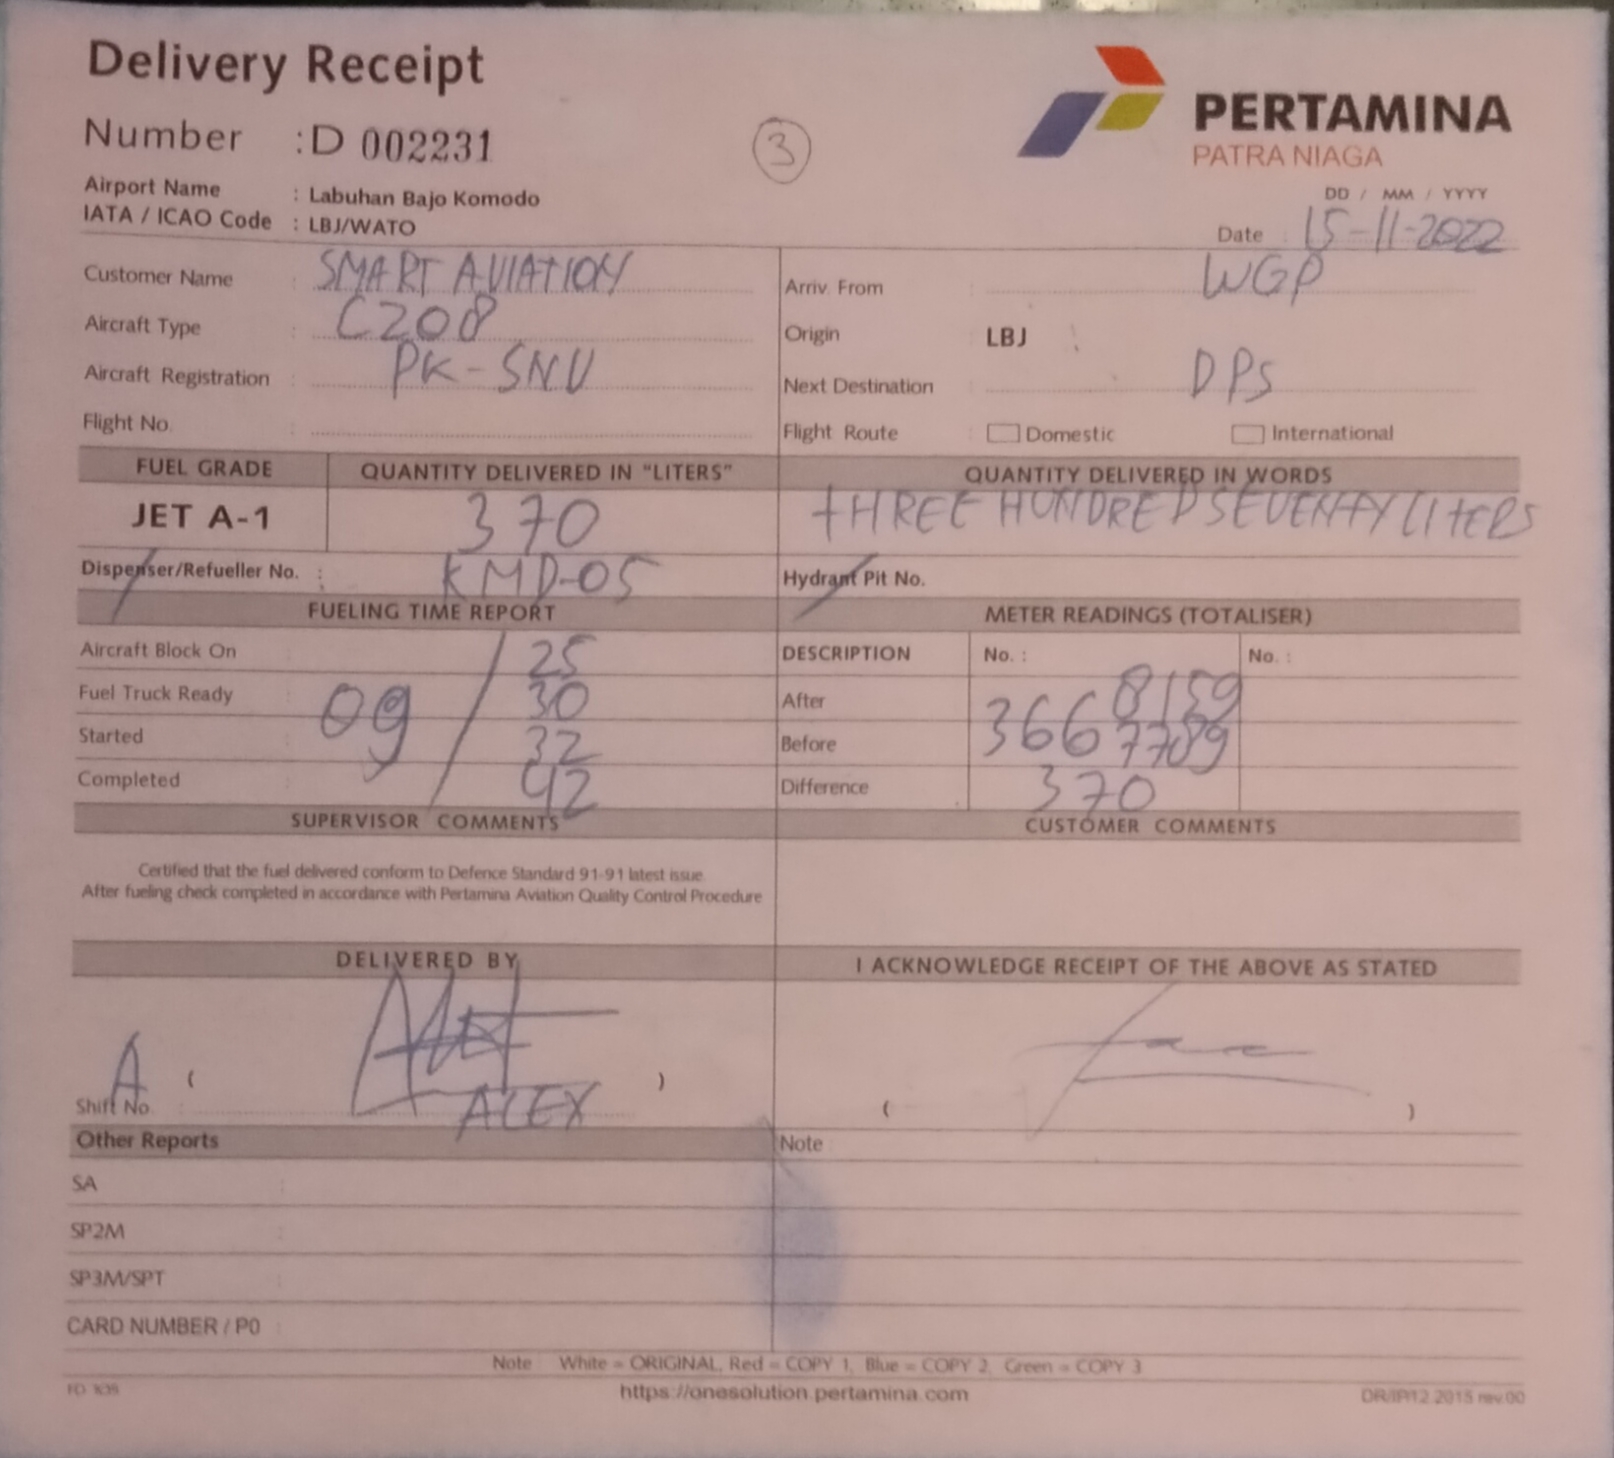 Delivery Receipt
PERTAMINA
PATRA NIAGA
Number : D 002231
3
Airport Name : Labuhan Bajo Komodo
IATA / ICAO Code : LBJ/WATO
DD / MM / YYYY
Date 15-11-2022
Customer Name : SMART AVIATION
Arriv. From WGP
Aircraft Type : C208
Origin LBJ
Aircraft Registration : PK-SNU
Next Destination DPS
Flight No. :
Flight Route : Domestic International
FUEL GRADE QUANTITY DELIVERED IN "LITERS" QUANTITY DELIVERED IN WORDS
JET A-1 370 THREE HUNDRED SEVENTY LITERS
Dispenser/Refueller No. : KMD-05
Hydrant Pit No.
FUELING TIME REPORT METER READINGS (TOTALISER)
Aircraft Block On : 25
DESCRIPTION No. : No. :
Fuel Truck Ready 09 / 30
After 8159
Started : 32
Before 3667789
Completed : 42
Difference 370
SUPERVISOR COMMENTS CUSTOMER COMMENTS
Certified that the fuel delivered conform to Defence Standard 91-91 latest issue.
After fueling check completed in accordance with Pertamina Aviation Quality Control Procedure
DELIVERED BY I ACKNOWLEDGE RECEIPT OF THE ABOVE AS STATED
A ( )
Shift No : ALEX
( )
Other Reports Note
SA :
SP2M :
SP3M/SPT :
CARD NUMBER / PO :
Note : White = ORIGINAL, Red = COPY 1, Blue = COPY 2, Green = COPY 3
https://onesolution.pertamina.com
DR/IP/12.2015 rev.00